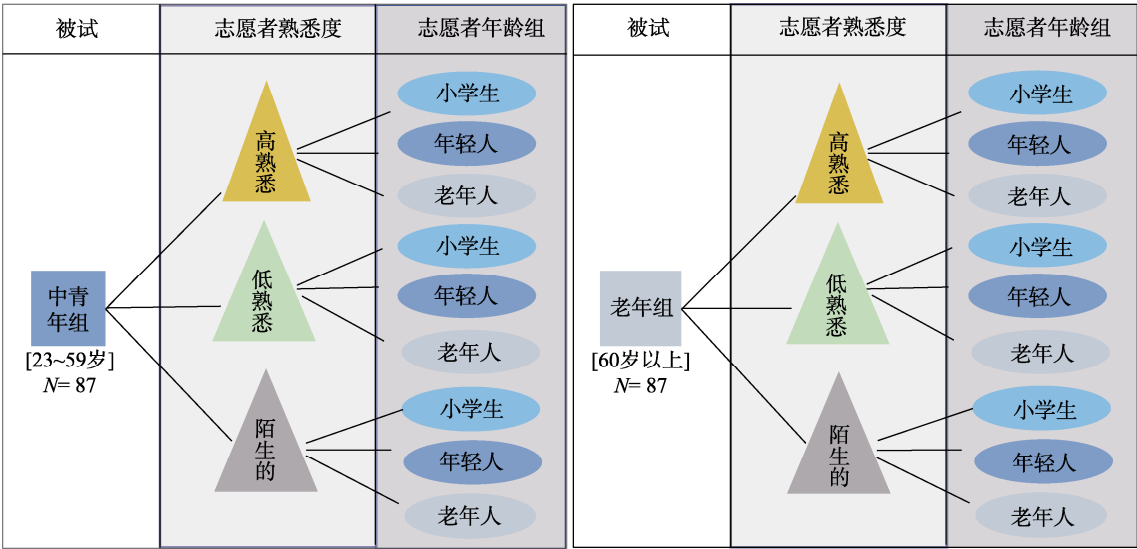 被试
志愿者熟悉度
志愿者年龄组
高熟悉
小学生
年轻人
老年人
中青
年组
[23~59岁]
N= 87
低熟悉
小学生
年轻人
老年人
陌生的
小学生
年轻人
老年人
被试
志愿者熟悉度
志愿者年龄组
高熟悉
小学生
年轻人
老年人
老年组
[60岁以上]
N= 87
低熟悉
小学生
年轻人
老年人
陌生的
小学生
年轻人
老年人